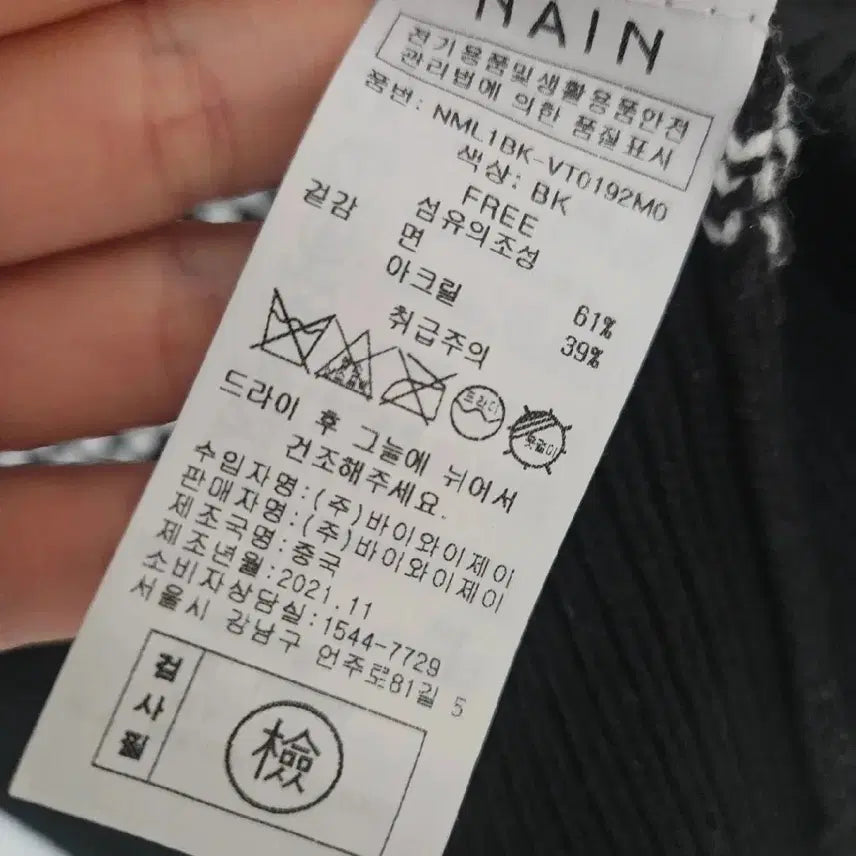 NAIN
전기용품및생활용품안전
관리법에 의한 품질표시
품번: NML1BK-VT0192M0
색상: BK
FREE
겉감 섬유의조성
면 61%
아크릴 39%
취급주의
드라이
옷걸이
드라이 후 그늘에 뉘어서
건조해주세요.
수입자명:(주)바이와이제이
판매자명:(주)바이와이제이
제조국명:중국
제조년월:2021.11
소비자상담실:1544-7729
서울시 강남구 언주로81길 5
검사필
檢